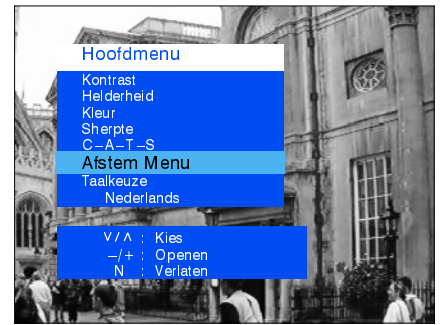 Hoofdmenu
Kontrast
Helderheid
Kleur
Sherpte
C–A–T–S
Afstem Menu
Taalkeuze
Nederlands
V / Λ : Kies
–/+ : Openen
N : Verlaten